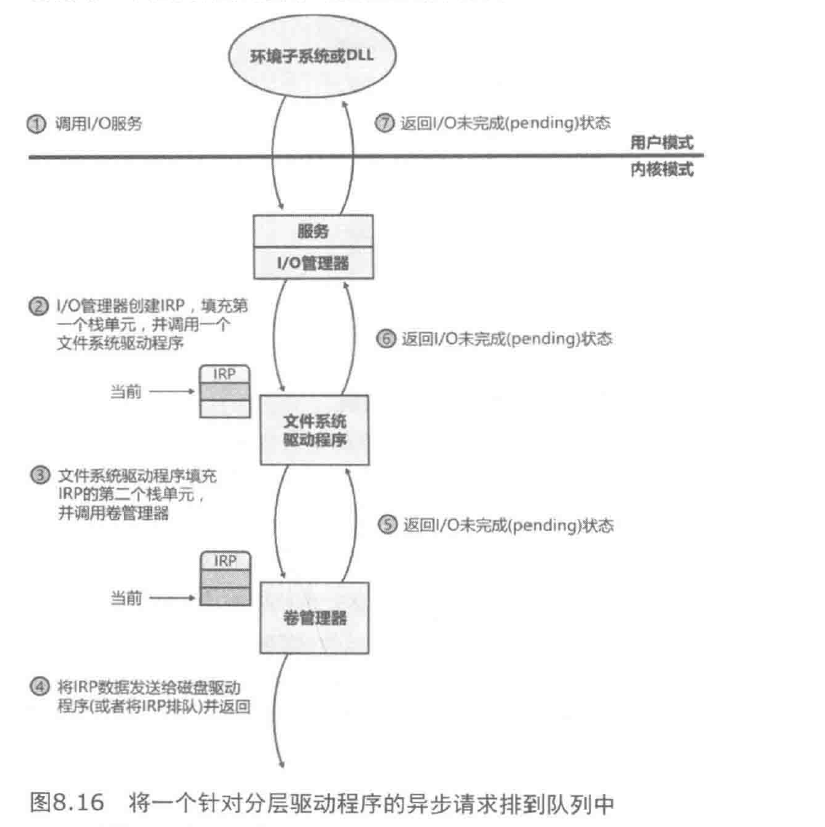 环境子系统或DLL
① 调用I/O服务
⑦ 返回I/O未完成(pending)状态
用户模式
内核模式
服务
I/O管理器
② I/O管理器创建IRP，填充第
一个栈单元，并调用一个
文件系统驱动程序
⑥ 返回I/O未完成(pending)状态
IRP
当前
文件系统
驱动程序
③ 文件系统驱动程序填充
IRP的第二个栈单元，
并调用卷管理器
⑤ 返回I/O未完成(pending)状态
IRP
当前
卷管理器
④ 将IRP数据发送给磁盘驱动
程序(或者将IRP排队)并返回
图8.16 将一个针对分层驱动程序的异步请求排到队列中